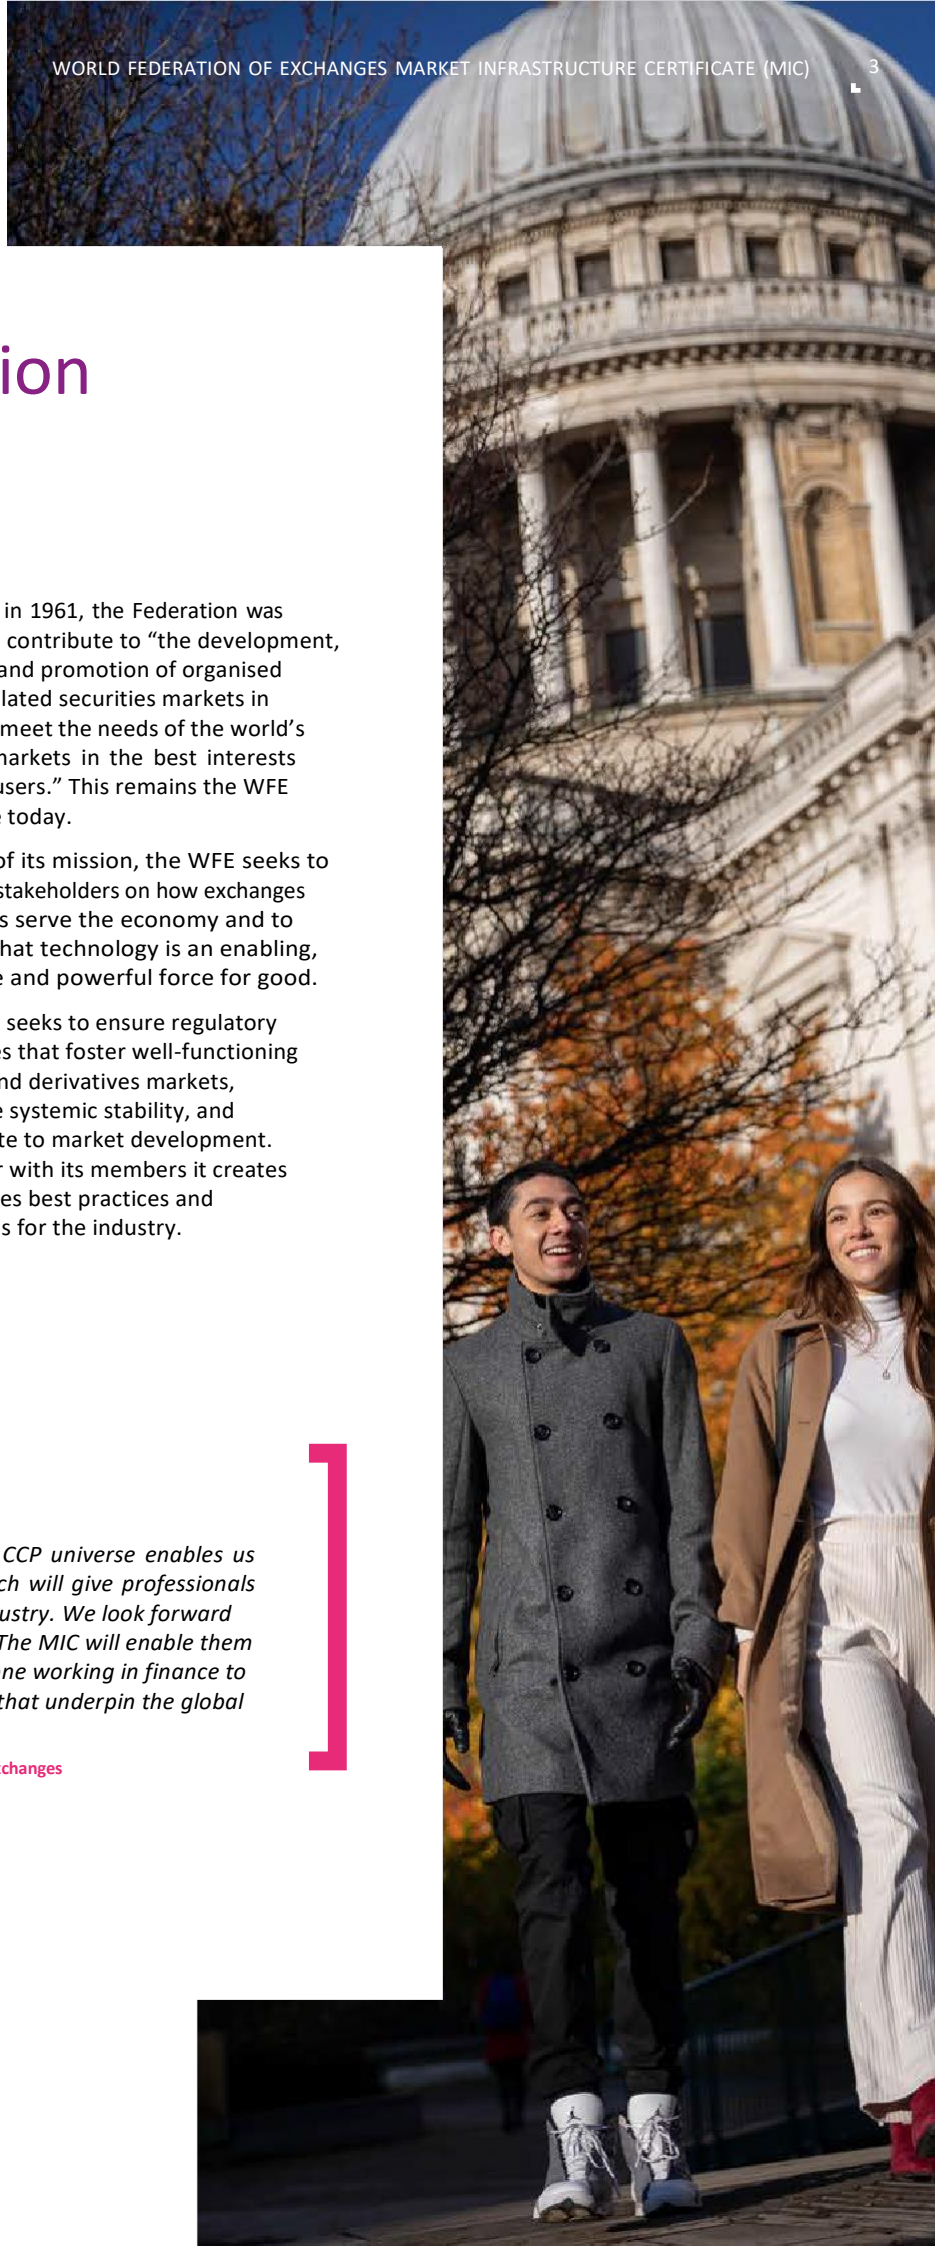 WORLD FEDERATION OF EXCHANGES MARKET INFRASTRUCTURE CERTIFICATE (MIC) 3
ion
in 1961, the Federation was
contribute to “the development,
and promotion of organised
lated securities markets in
meet the needs of the world’s
markets in the best interests
users.” This remains the WFE
today.
of its mission, the WFE seeks to
stakeholders on how exchanges
s serve the economy and to
hat technology is an enabling,
e and powerful force for good.
seeks to ensure regulatory
es that foster well-functioning
nd derivatives markets,
e systemic stability, and
te to market development.
r with its members it creates
es best practices and
s for the industry.
CCP universe enables us
ch will give professionals
ustry. We look forward
The MIC will enable them
one working in finance to
that underpin the global
changes